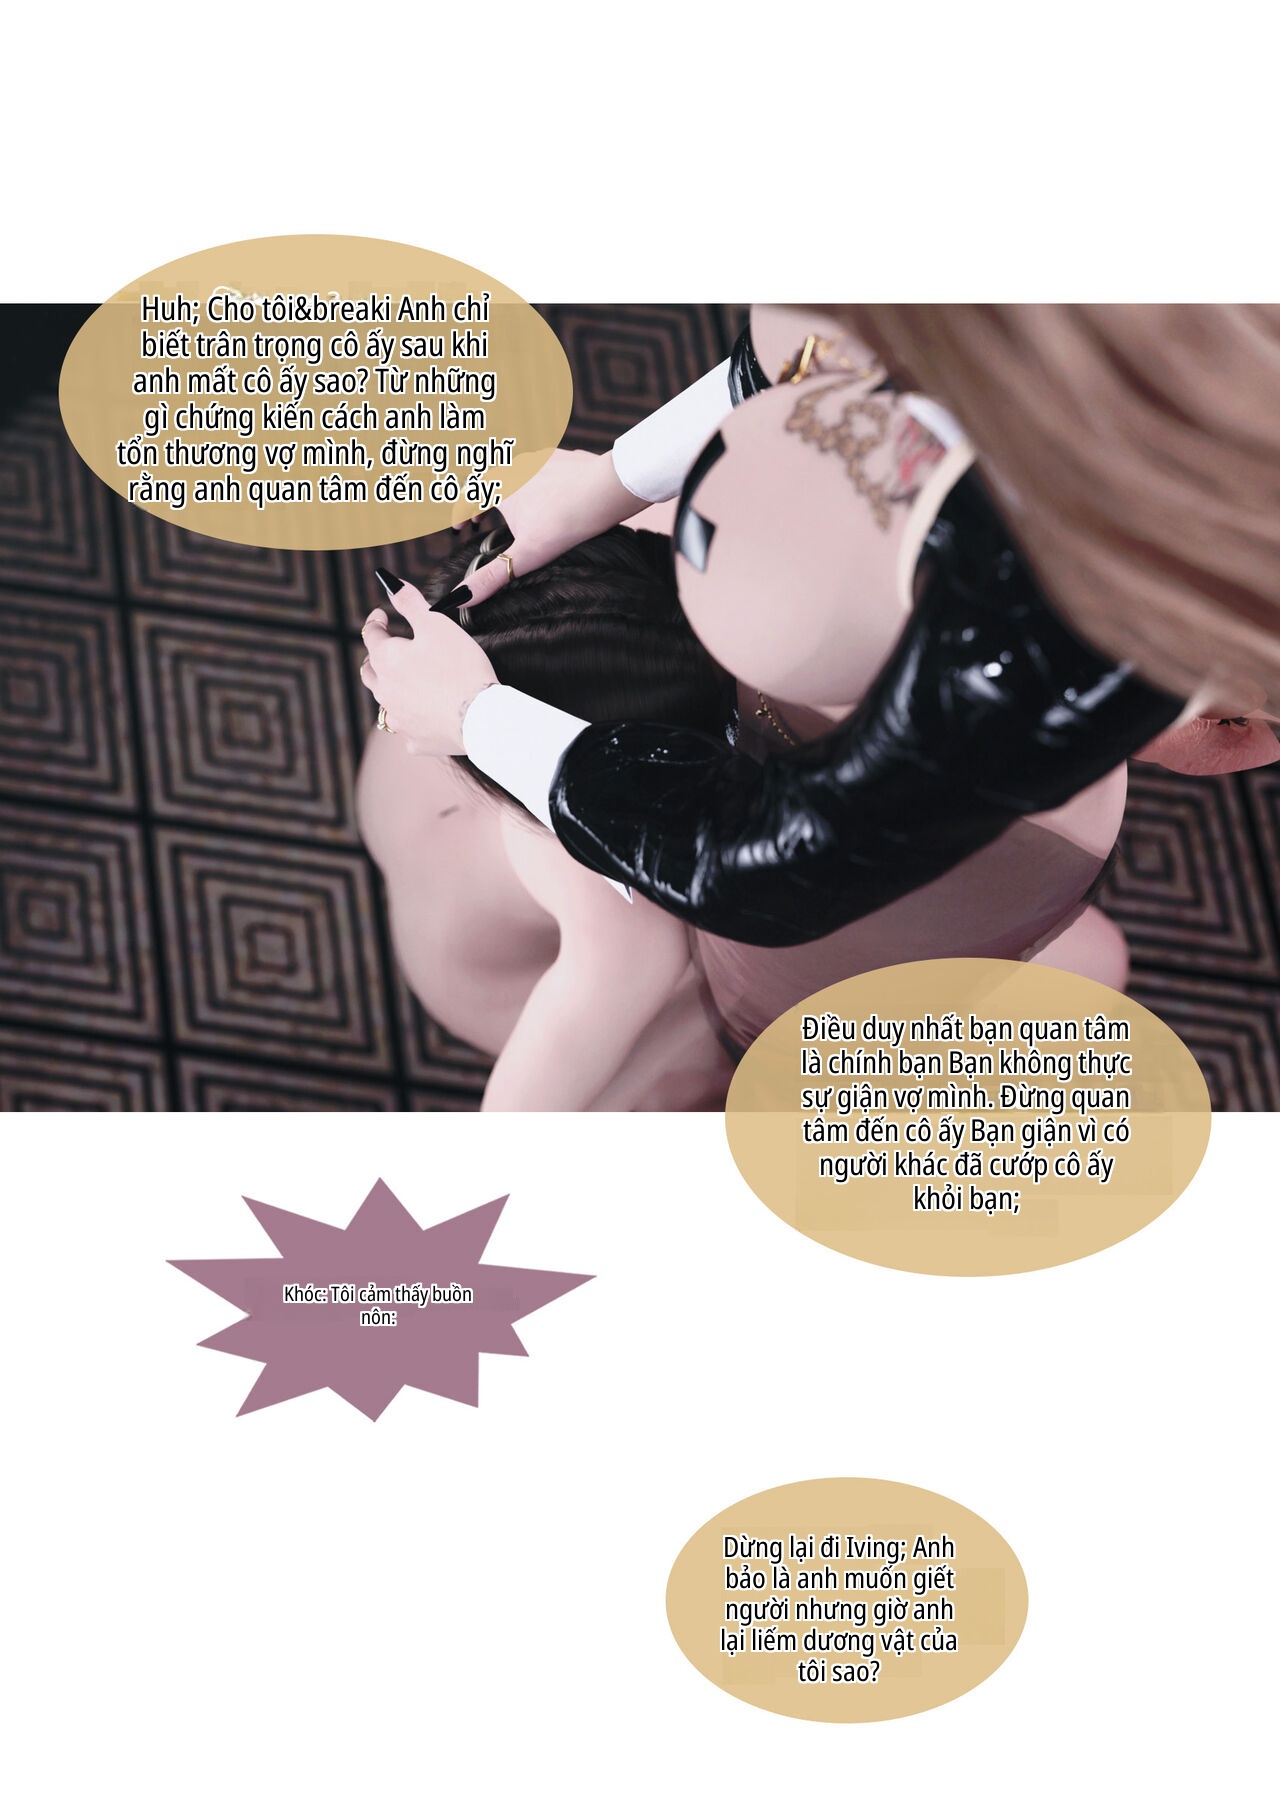 Huh; Cho tôi&breaki Anh chỉ
biết trân trọng cô ấy sau khi
anh mất cô ấy sao? Từ những
gì chứng kiến cách anh làm
tổn thương vợ mình, đừng nghĩ
rằng anh quan tâm đến cô ấy;
Điều duy nhất bạn quan tâm
là chính bạn Bạn không thực
sự giận vợ mình. Đừng quan
tâm đến cô ấy Bạn giận vì có
người khác đã cướp cô ấy
khỏi bạn;
Khóc: Tôi cảm thấy buồn
nôn:
Dừng lại đi Iving; Anh
bảo là anh muốn giết
người nhưng giờ anh
lại liếm dương vật của
tôi sao?